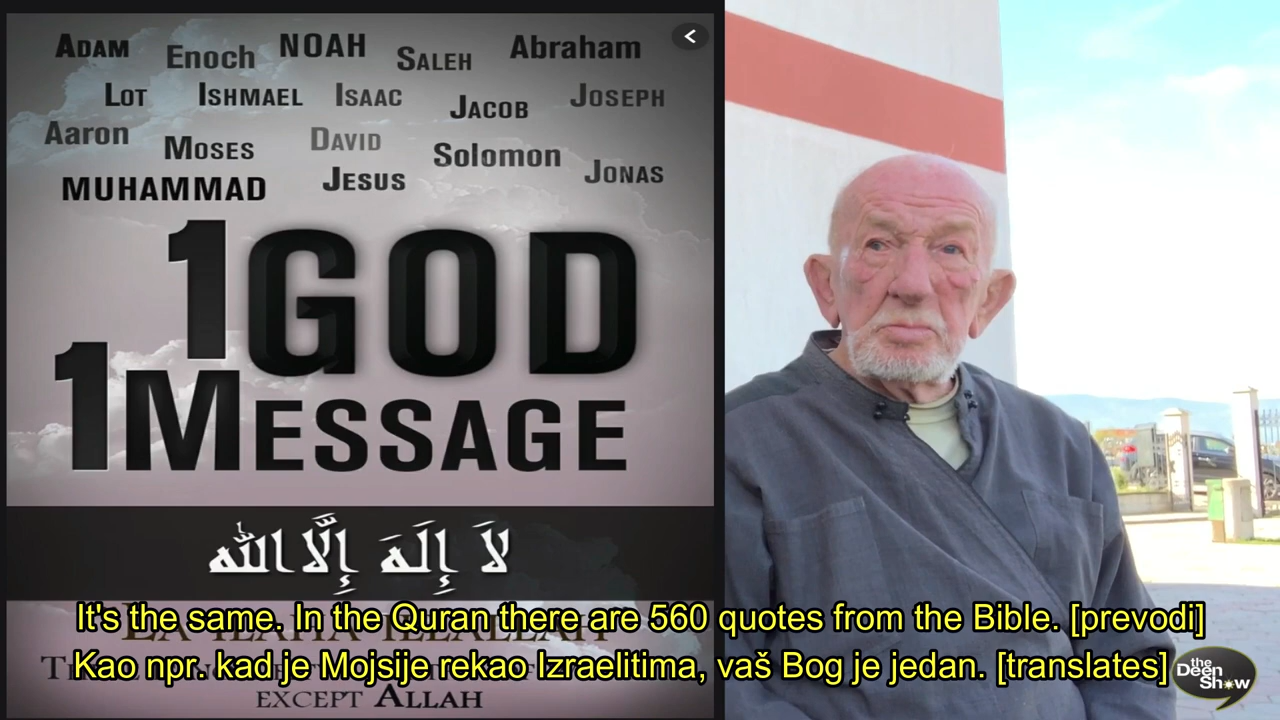 ADAM Enoch NOAH SALEH Abraham
LOT ISHMAEL ISAAC JACOB JOSEPH
Aaron MOSES DAVID Solomon JONAS
MUHAMMAD JESUS
1GOD
1MESSAGE
لاَ إِلَهَ إِلَّا الله
It's the same. In the Quran there are 560 quotes from the Bible. [prevodi]
Kao npr. kad je Mojsije rekao Izraelitima, vaš Bog je jedan. [translates]
EXCEPT ALLAH
the
Deen
Show